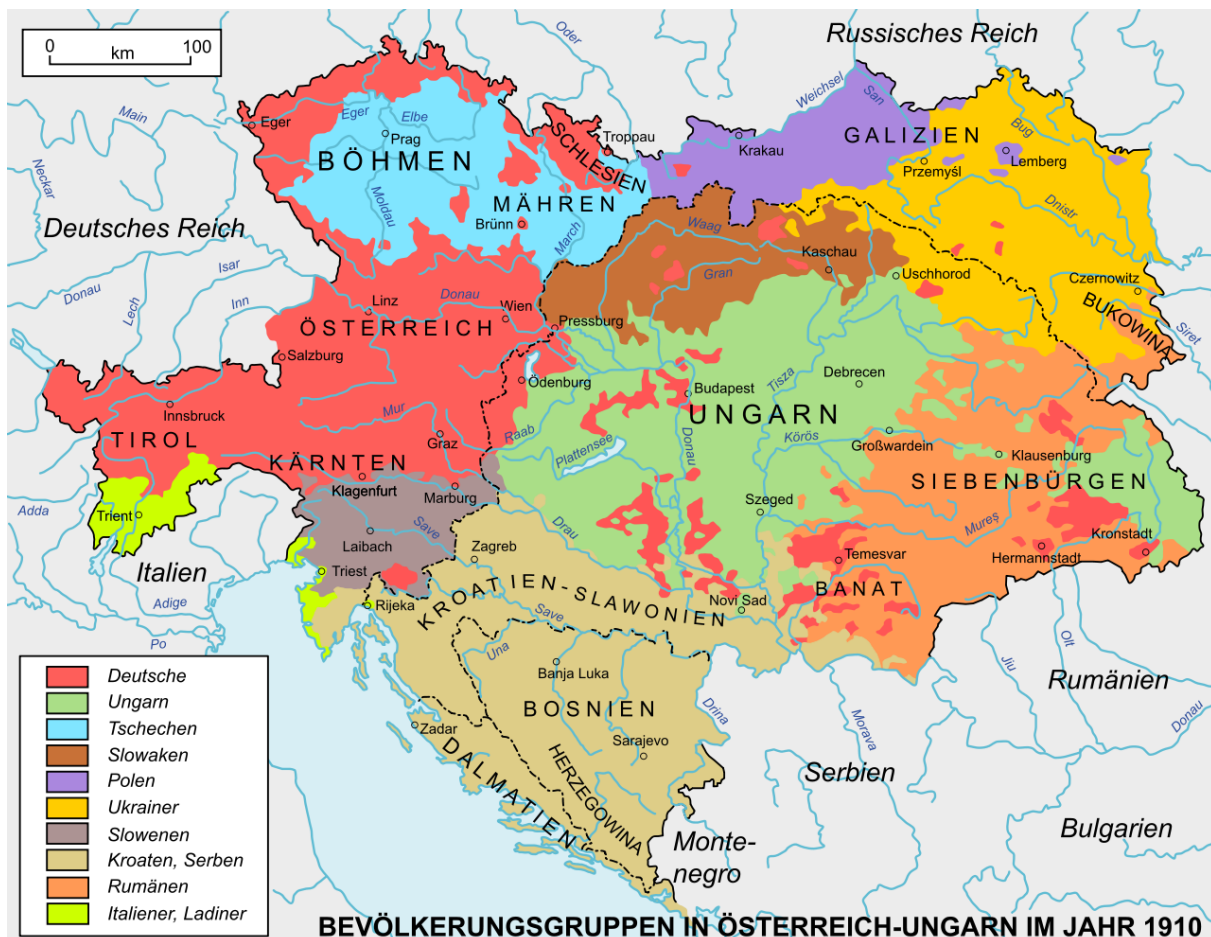 0 100
km
Oder
Russisches Reich
Weichsel
San
Main
Eger
Eger
Elbe
Prag
Troppau
SCHLESIEN
Krakau
GALIZIEN
Bug
Lemberg
Przemyśl
BÖHMEN
Neckar
Moldau
MÄHREN
Brünn
March
Dnistr
Deutsches Reich
Waag
Kaschau
Gran
Uschhorod
Czernowitz
BUKOWINA
Siret
Isar
Donau
Lech
Inn
Linz
Donau
Wien
ÖSTERREICH
Pressburg
Salzburg
Ödenburg
Budapest
Tisza
Debrecen
Innsbruck
Mur
Graz
Raab
UNGARN
TIROL
Plattensee
Donau
Körös
Großwardein
Klausenburg
KÄRNTEN
Klagenfurt
Marburg
SIEBENBÜRGEN
Szeged
Mureş
Adda
Trient
Save
Laibach
Drau
Zagreb
Kronstadt
Hermannstadt
Temesvar
Italien
Triest
BANAT
Adige
Rijeka
KROATIEN-SLAWONIEN
Save
Novi Sad
Po
Una
Banja Luka
Jiu
Olt
Rumänien
BOSNIEN
Drina
Donau
Zadar
Sarajevo
Morava
DALMATIEN
HERZEGOWINA
Serbien
Monte-
negro
Bulgarien
Deutsche
Ungarn
Tschechen
Slowaken
Polen
Ukrainer
Slowenen
Kroaten, Serben
Rumänen
Italiener, Ladiner
BEVÖLKERUNGSGRUPPEN IN ÖSTERREICH-UNGARN IM JAHR 1910